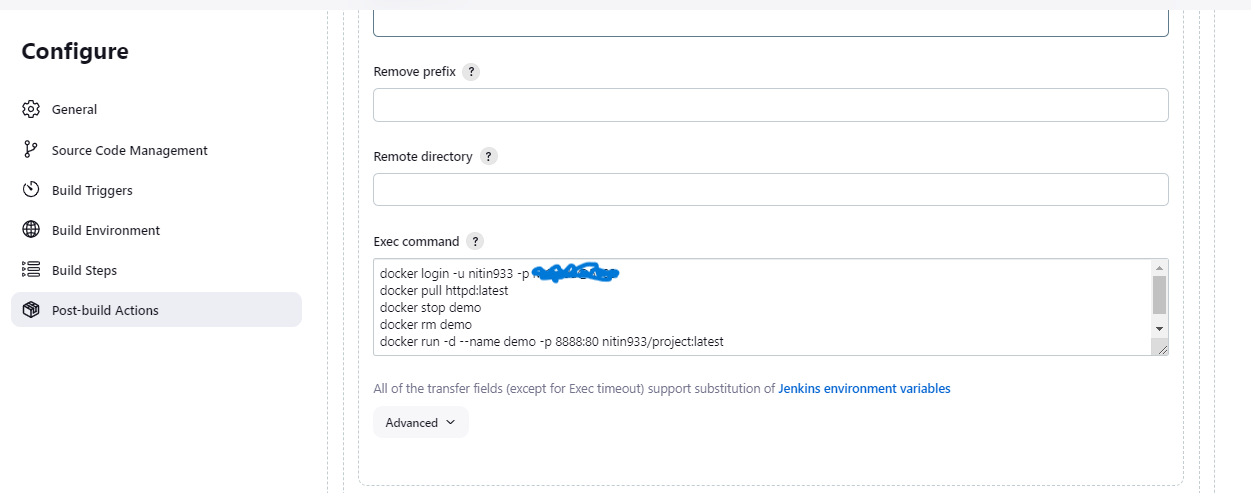 Configure
General
Source Code Management
Build Triggers
Build Environment
Build Steps
Post-build Actions
Remove prefix ?
Remote directory ?
Exec command ?
docker login -u nitin933 -p
docker pull httpd:latest
docker stop demo
docker rm demo
docker run -d --name demo -p 8888:80 nitin933/project:latest
All of the transfer fields (except for Exec timeout) support substitution of Jenkins environment variables
Advanced